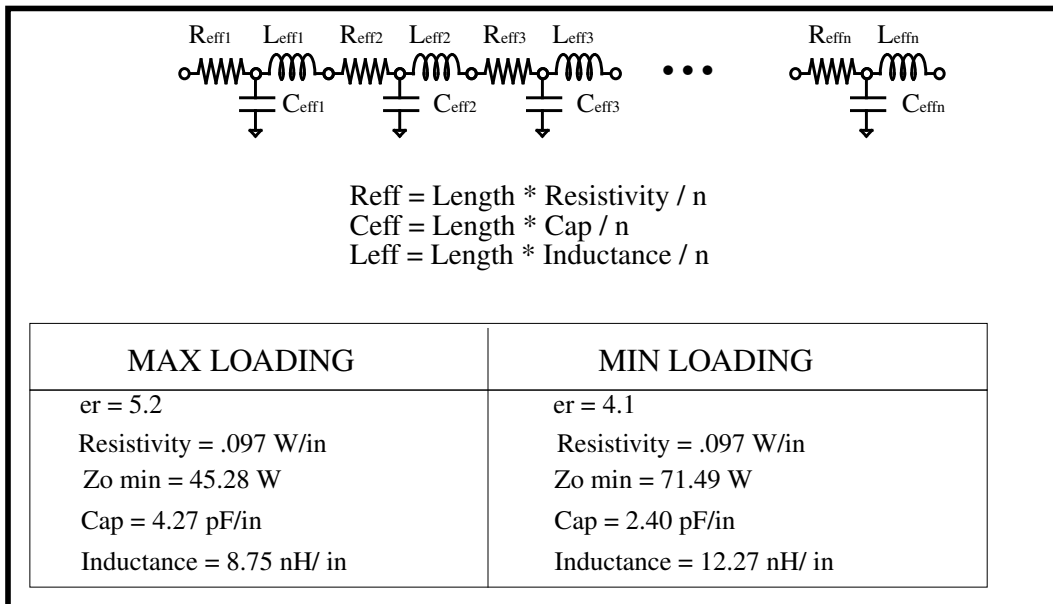 Reff1 Leff1 Reff2 Leff2 Reff3 Leff3 Reffn Leffn
Ceff1 Ceff2 Ceff3 Ceffn
Reff = Length * Resistivity / n
Ceff = Length * Cap / n
Leff = Length * Inductance / n
MAX LOADING MIN LOADING
er = 5.2 er = 4.1
Resistivity = .097 W/in Resistivity = .097 W/in
Zo min = 45.28 W Zo min = 71.49 W
Cap = 4.27 pF/in Cap = 2.40 pF/in
Inductance = 8.75 nH/ in Inductance = 12.27 nH/ in